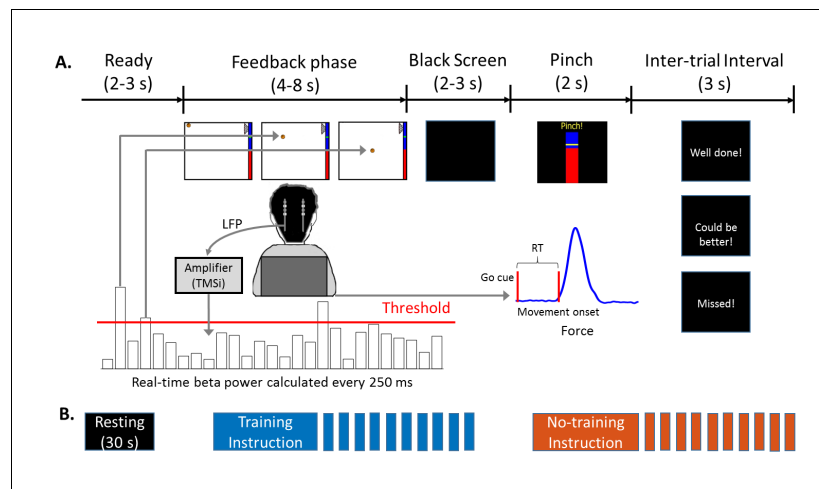 A.
Ready
(2-3 s)
Feedback phase
(4-8 s)
Black Screen
(2-3 s)
Pinch
(2 s)
Inter-trial Interval
(3 s)
Pinch!
Well done!
LFP
Could be
better!
Amplifier
(TMSi)
RT
Go cue
Threshold
Missed!
Movement onset
Force
Real-time beta power calculated every 250 ms
B.
Resting
(30 s)
Training
Instruction
No-training
Instruction